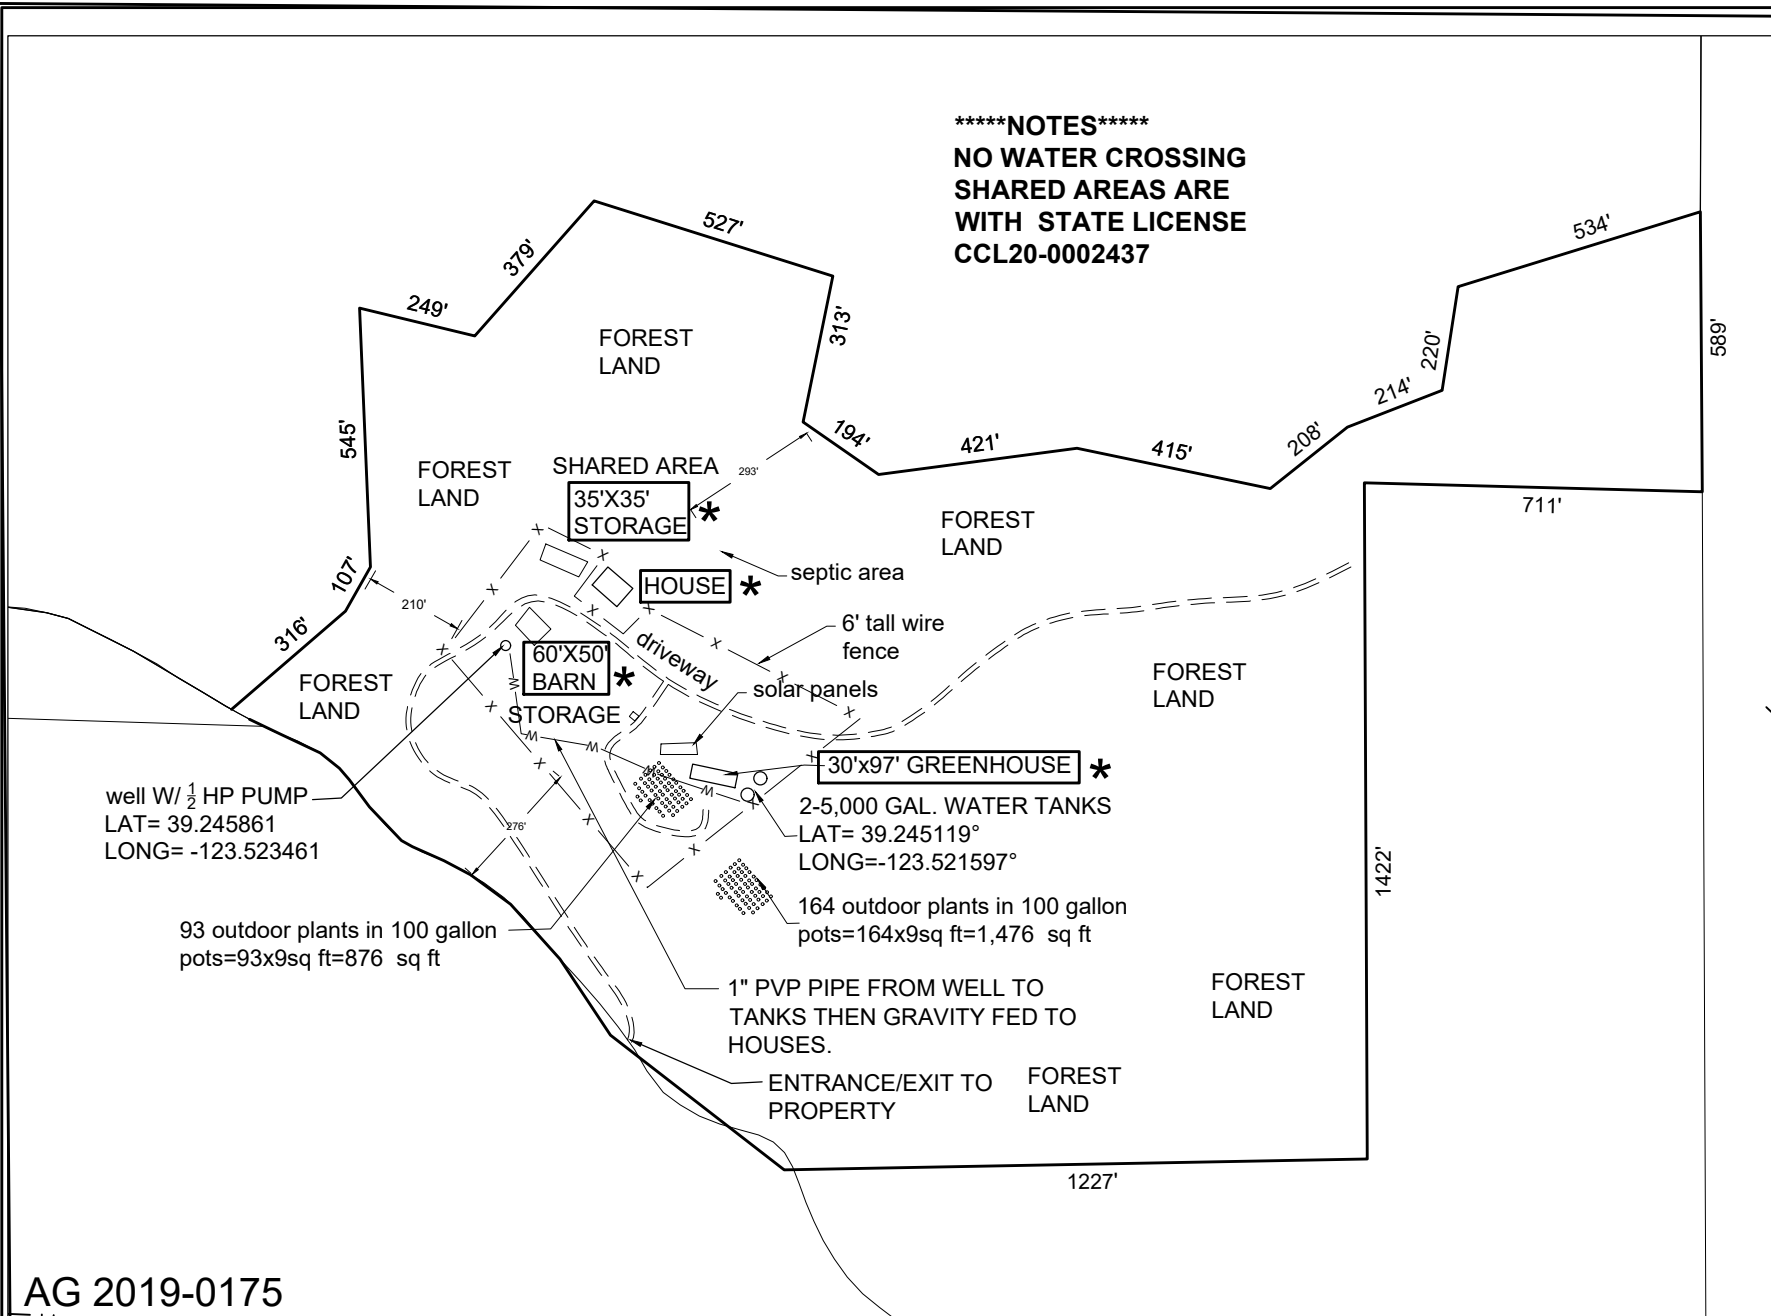 *****NOTES*****
NO WATER CROSSING
SHARED AREAS ARE
WITH STATE LICENSE
CCL20-0002437
527'
534'
379'
249'
313'
589'
220'
FOREST
LAND
214'
545'
194'
421'
415'
208'
SHARED AREA
293'
FOREST
LAND
35'X35'
STORAGE *
711'
FOREST
LAND
septic area
107'
HOUSE *
210'
316'
6' tall wire
fence
driveway
60'X50'
BARN *
STORAGE
solar panels
FOREST
LAND
FOREST
LAND
30'x97' GREENHOUSE *
well W/ 1/2 HP PUMP
LAT= 39.245861
LONG= -123.523461
2-5,000 GAL. WATER TANKS
LAT= 39.245119°
LONG=-123.521597°
276'
1422'
164 outdoor plants in 100 gallon
pots=164x9sq ft=1,476 sq ft
93 outdoor plants in 100 gallon
pots=93x9sq ft=876 sq ft
1" PVP PIPE FROM WELL TO
TANKS THEN GRAVITY FED TO
HOUSES.
FOREST
LAND
ENTRANCE/EXIT TO
PROPERTY
FOREST
LAND
1227'
X X X X X X X X X X X X X X X X X
W W W W W
AG 2019-0175